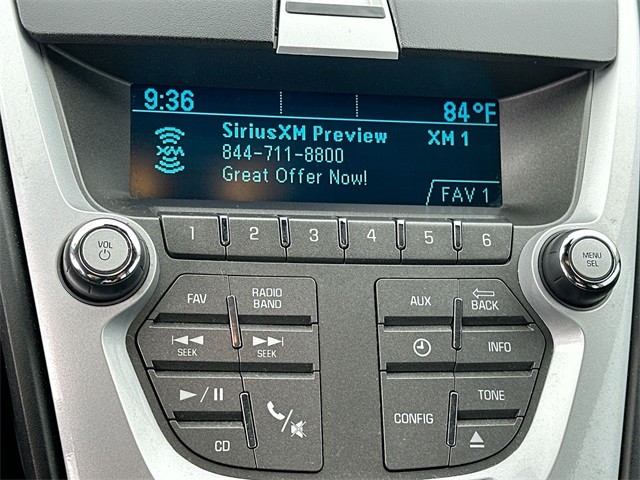 9:36 84°F
SiriusXM Preview XM 1
XM 844-711-8800
Great Offer Now!
FAV 1
1 2 3 4 5 6
VOL
MENU
SEL
FAV
RADIO
BAND
SEEK
SEEK
CD
AUX
BACK
INFO
CONFIG
TONE